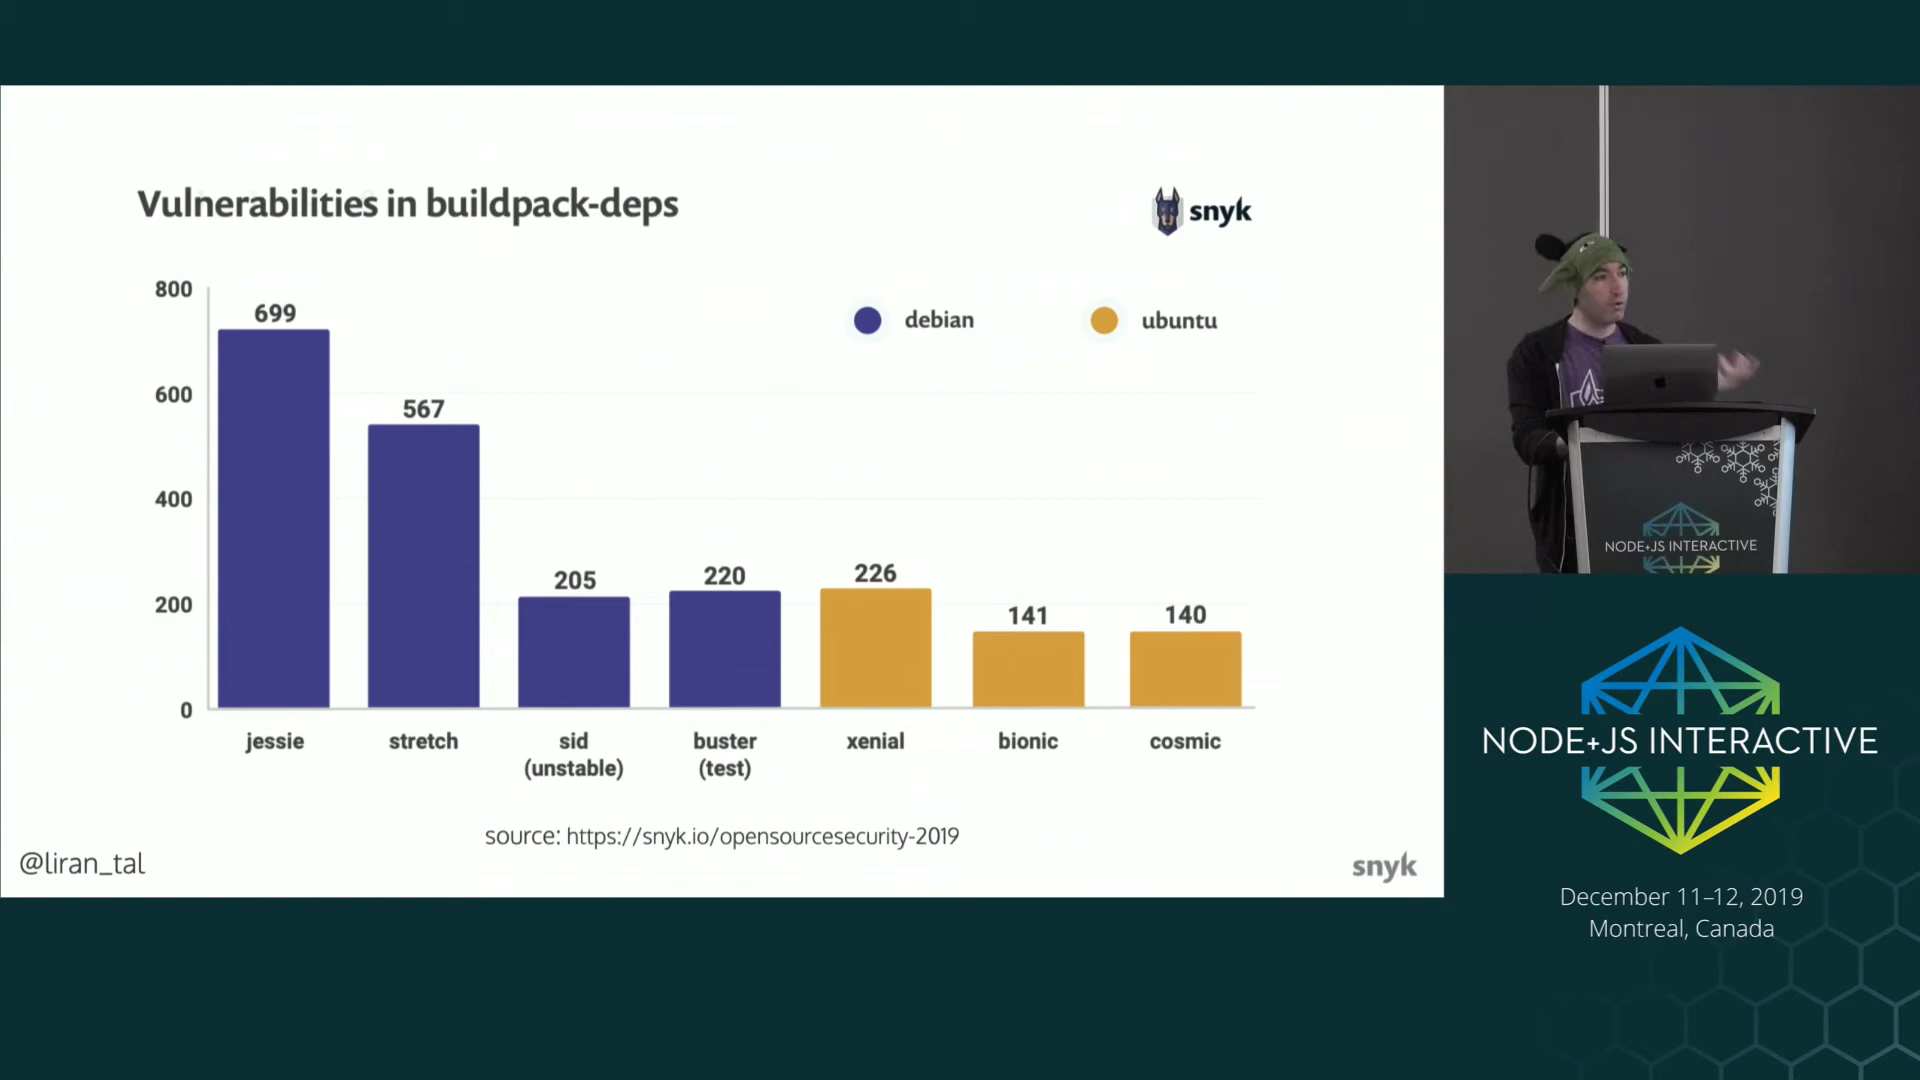 Vulnerabilities in buildpack-deps
snyk
800
600
400
200
0
debian
ubuntu
699
567
205
220
226
141
140
jessie
stretch
sid
(unstable)
buster
(test)
xenial
bionic
cosmic
source: https://snyk.io/opensourcesecurity-2019
@liran_tal
snyk
NODE+JS INTERACTIVE
NODE+JS INTERACTIVE
December 11–12, 2019
Montreal, Canada